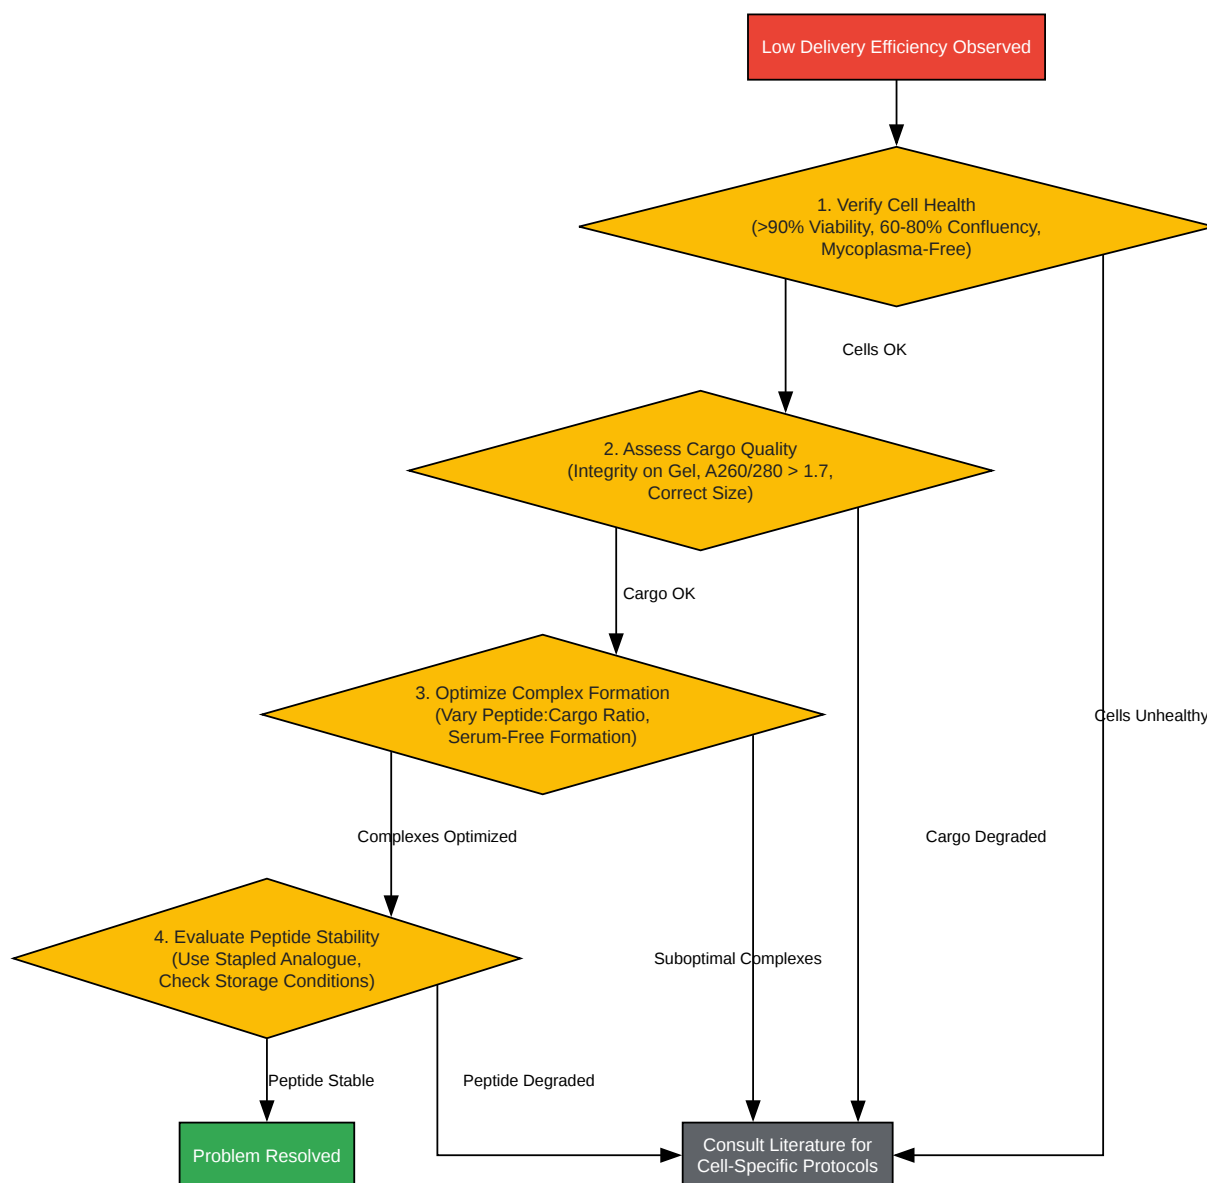 Low Delivery Efficiency Observed
1. Verify Cell Health
(>90% Viability, 60-80% Confluency,
Mycoplasma-Free)
Cells OK
2. Assess Cargo Quality
(Integrity on Gel, A260/280 > 1.7,
Correct Size)
Cargo OK
3. Optimize Complex Formation
(Vary Peptide:Cargo Ratio,
Serum-Free Formation)
Cells Unhealthy
Complexes Optimized
Cargo Degraded
4. Evaluate Peptide Stability
(Use Stapled Analogue,
Check Storage Conditions)
Suboptimal Complexes
Peptide Stable
Peptide Degraded
Problem Resolved
Consult Literature for
Cell-Specific Protocols